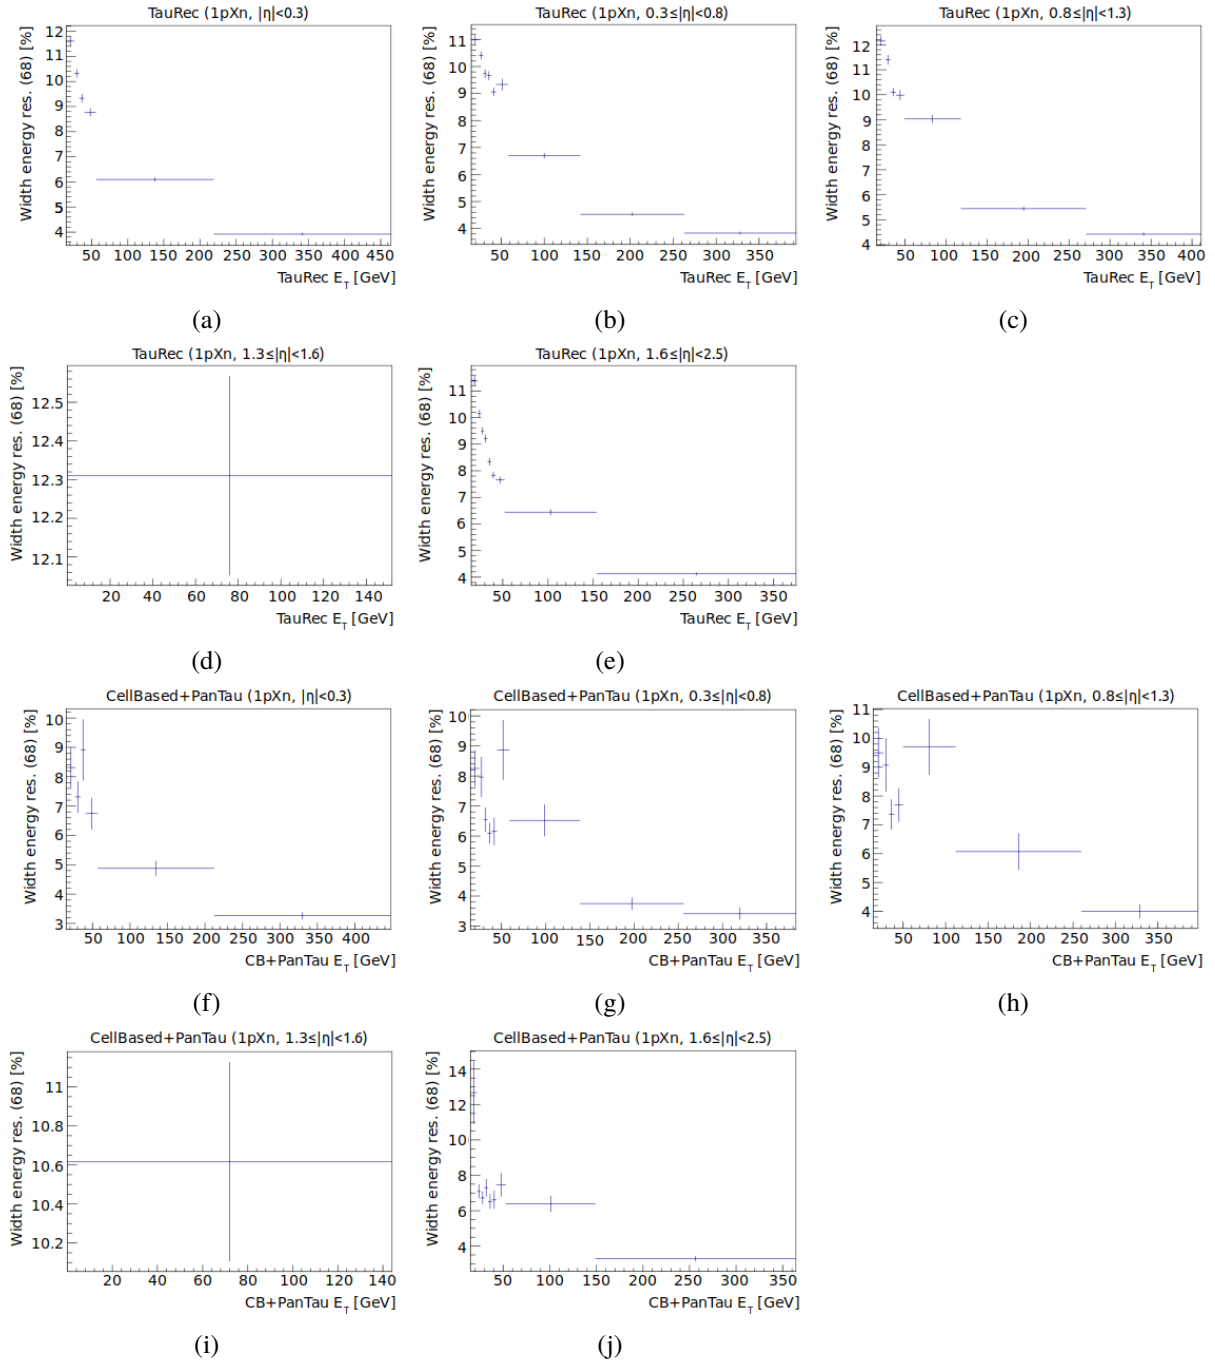 TauRec (1pXn, |η|<0.3)
Width energy res. (68) [%]
12
11
10
9
8
7
6
5
4
50 100 150 200 250 300 350 400 450
TauRec E_T [GeV]
(a)
TauRec (1pXn, 0.3≤|η|<0.8)
Width energy res. (68) [%]
11
10
9
8
7
6
5
4
50 100 150 200 250 300 350
TauRec E_T [GeV]
(b)
TauRec (1pXn, 0.8≤|η|<1.3)
Width energy res. (68) [%]
12
11
10
9
8
7
6
5
4
50 100 150 200 250 300 350 400
TauRec E_T [GeV]
(c)
TauRec (1pXn, 1.3≤|η|<1.6)
Width energy res. (68) [%]
12.5
12.4
12.3
12.2
12.1
20 40 60 80 100 120 140
TauRec E_T [GeV]
(d)
TauRec (1pXn, 1.6≤|η|<2.5)
Width energy res. (68) [%]
11
10
9
8
7
6
5
4
50 100 150 200 250 300 350
TauRec E_T [GeV]
(e)
CellBased+PanTau (1pXn, |η|<0.3)
Width energy res. (68) [%]
10
9
8
7
6
5
4
3
50 100 150 200 250 300 350 400
CB+PanTau E_T [GeV]
(f)
CellBased+PanTau (1pXn, 0.3≤|η|<0.8)
Width energy res. (68) [%]
10
9
8
7
6
5
4
3
50 100 150 200 250 300 350
CB+PanTau E_T [GeV]
(g)
CellBased+PanTau (1pXn, 0.8≤|η|<1.3)
Width energy res. (68) [%]
11
10
9
8
7
6
5
4
50 100 150 200 250 300 350
CB+PanTau E_T [GeV]
(h)
CellBased+PanTau (1pXn, 1.3≤|η|<1.6)
Width energy res. (68) [%]
11
10.8
10.6
10.4
10.2
20 40 60 80 100 120 140
CB+PanTau E_T [GeV]
(i)
CellBased+PanTau (1pXn, 1.6≤|η|<2.5)
Width energy res. (68) [%]
14
12
10
8
6
4
50 100 150 200 250 300 350
CB+PanTau E_T [GeV]
(j)